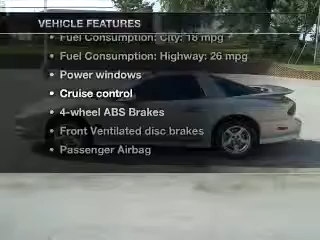 VEHICLE FEATURES
Fuel Consumption: City: 18 mpg
Fuel Consumption: Highway: 26 mpg
Power windows
Cruise control
4-wheel ABS Brakes
Front Ventilated disc brakes
Passenger Airbag